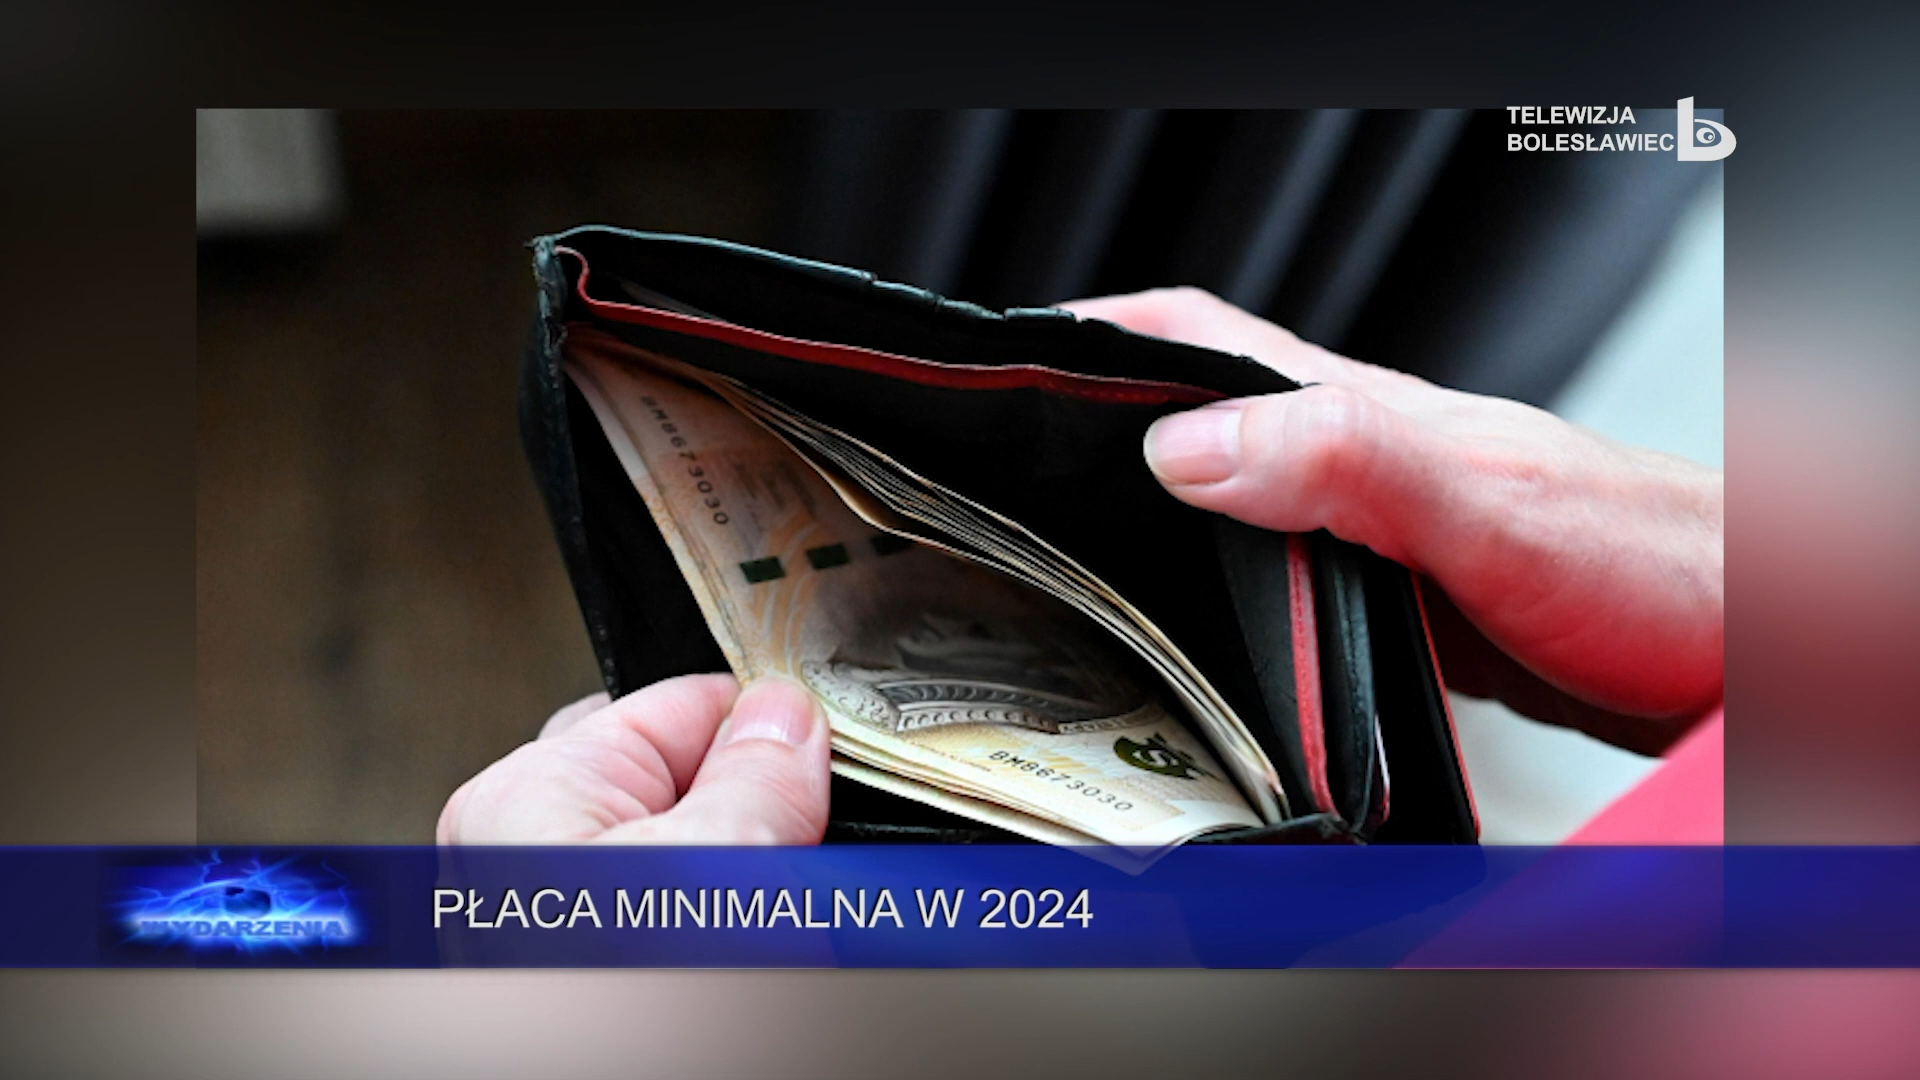 TELEWIZJA
BOLESŁAWIEC
BM8673030
BM8673030
WYDARZENIA
PŁACA MINIMALNA W 2024